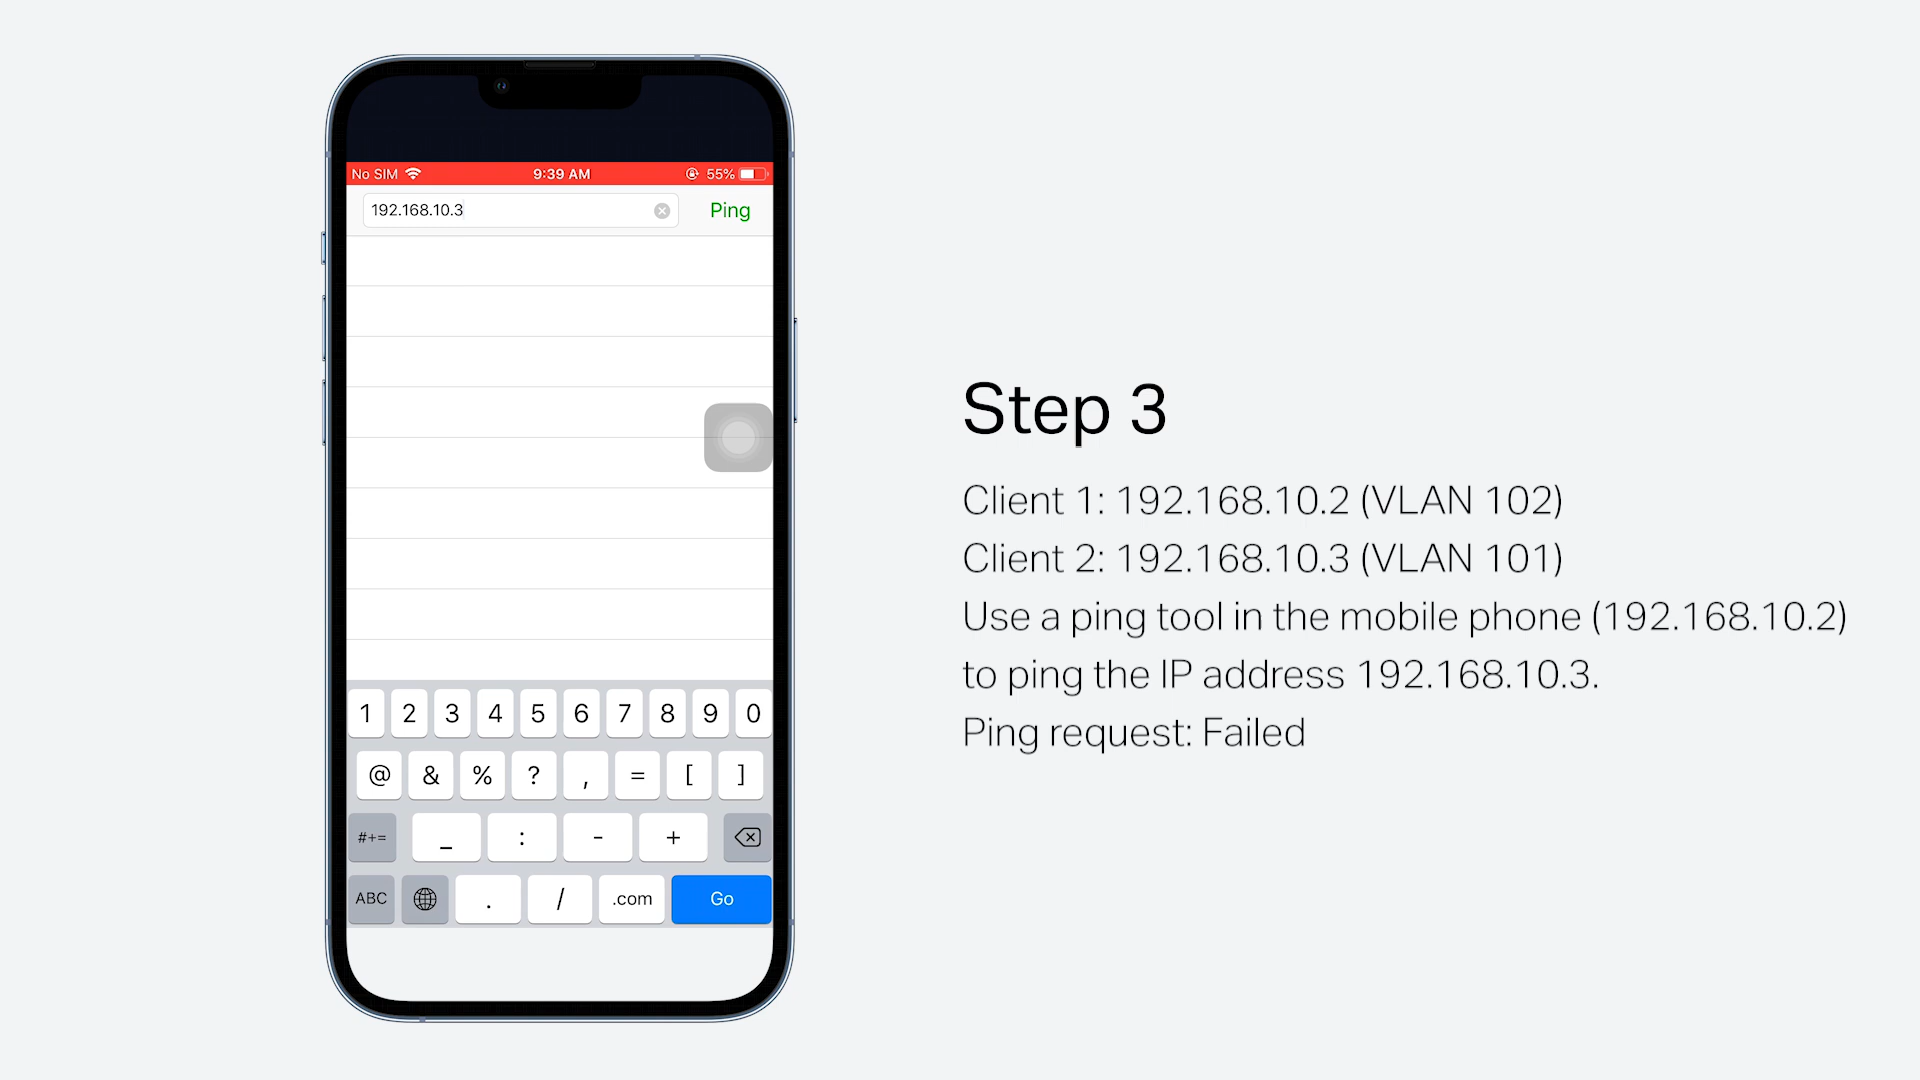 No SIM 9:39 AM 55%
192.168.10.3 Ping
1 2 3 4 5 6 7 8 9 0
@ & % ? , = [ ]
#+= _ : - +
ABC . / .com Go
Step 3
Client 1: 192.168.10.2 (VLAN 102)
Client 2: 192.168.10.3 (VLAN 101)
Use a ping tool in the mobile phone (192.168.10.2)
to ping the IP address 192.168.10.3.
Ping request: Failed